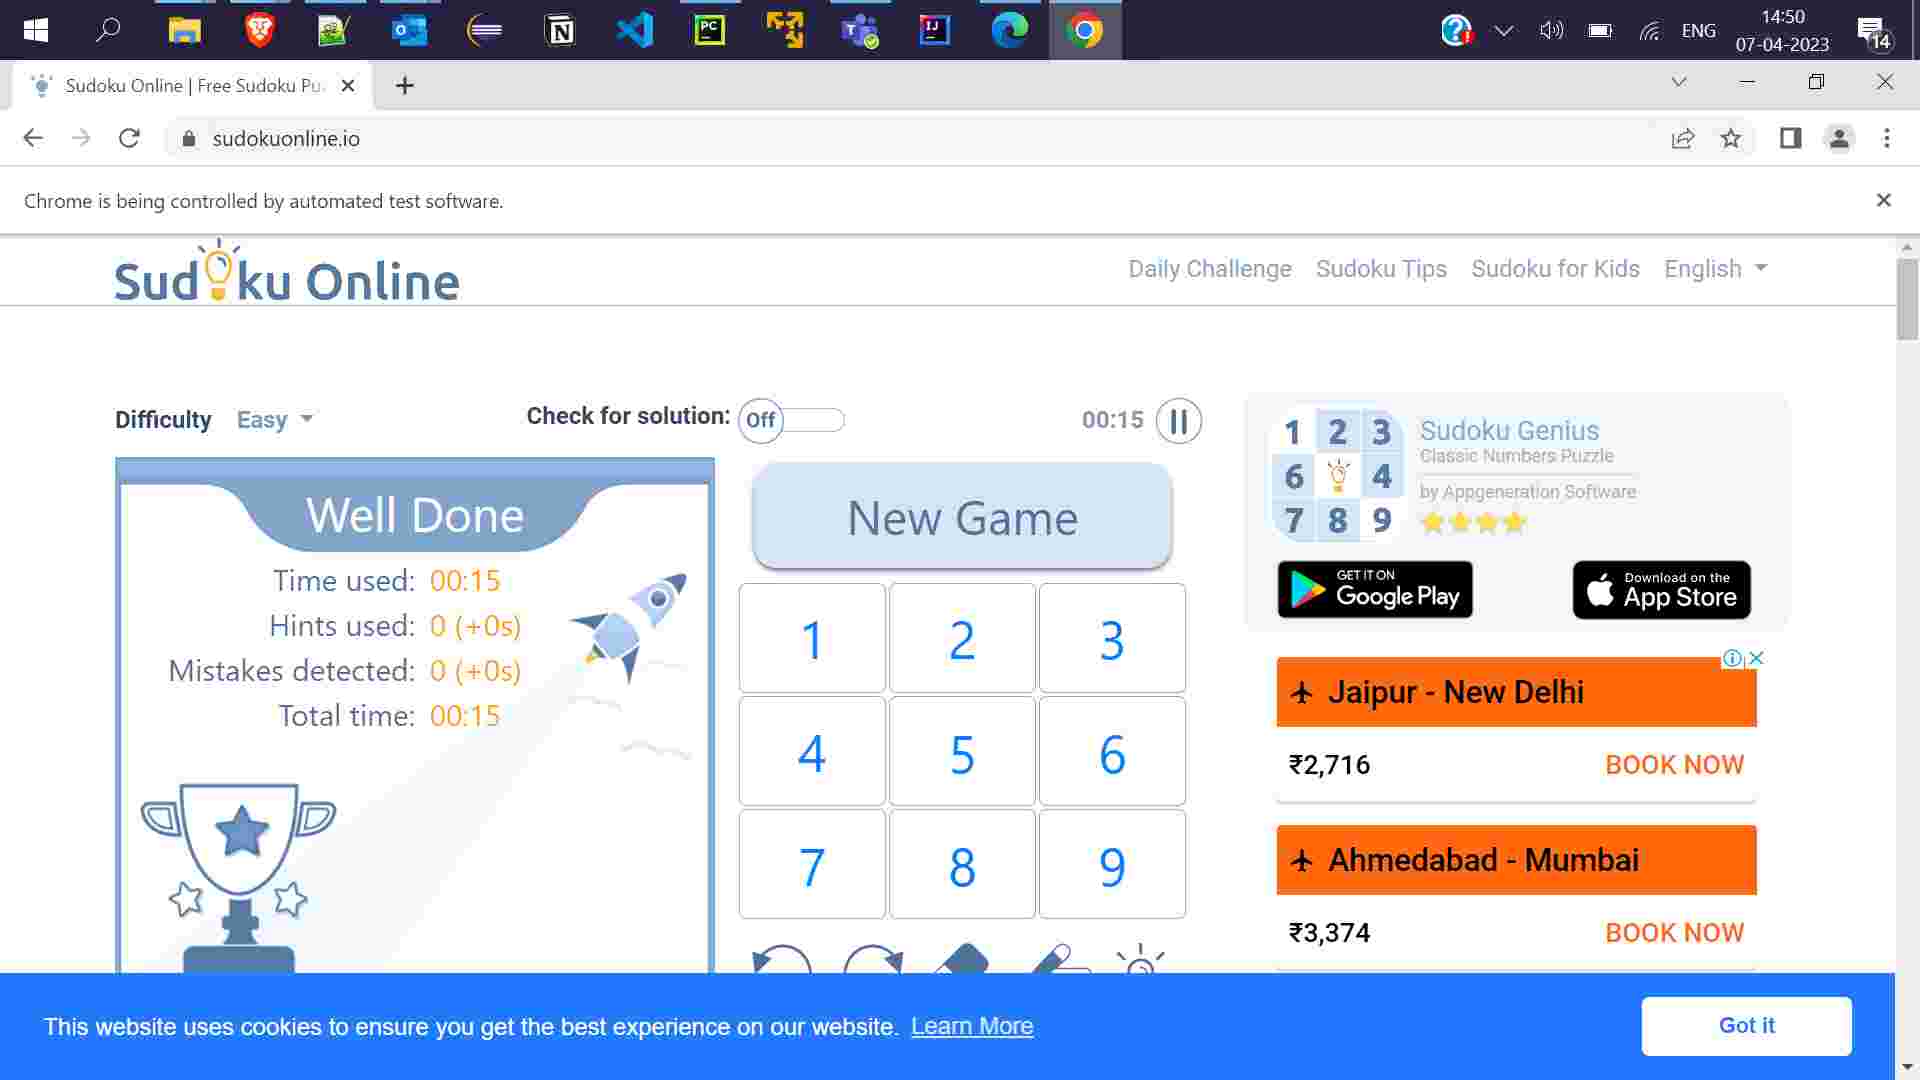 14:50
ENG
07-04-2023
14
Sudoku Online | Free Sudoku Pu
sudokuonline.io
Chrome is being controlled by automated test software.
Sudoku Online
Daily Challenge Sudoku Tips Sudoku for Kids English
Difficulty Easy
Check for solution: Off
00:15
Well Done
Time used: 00:15
Hints used: 0 (+0s)
Mistakes detected: 0 (+0s)
Total time: 00:15
New Game
1 2 3
4 5 6
7 8 9
1 2 3
6 4
7 8 9
Sudoku Genius
Classic Numbers Puzzle
by Appgeneration Software
GET IT ON
Google Play
Download on the
App Store
Jaipur - New Delhi
₹2,716 BOOK NOW
Ahmedabad - Mumbai
₹3,374 BOOK NOW
This website uses cookies to ensure you get the best experience on our website. Learn More
Got it